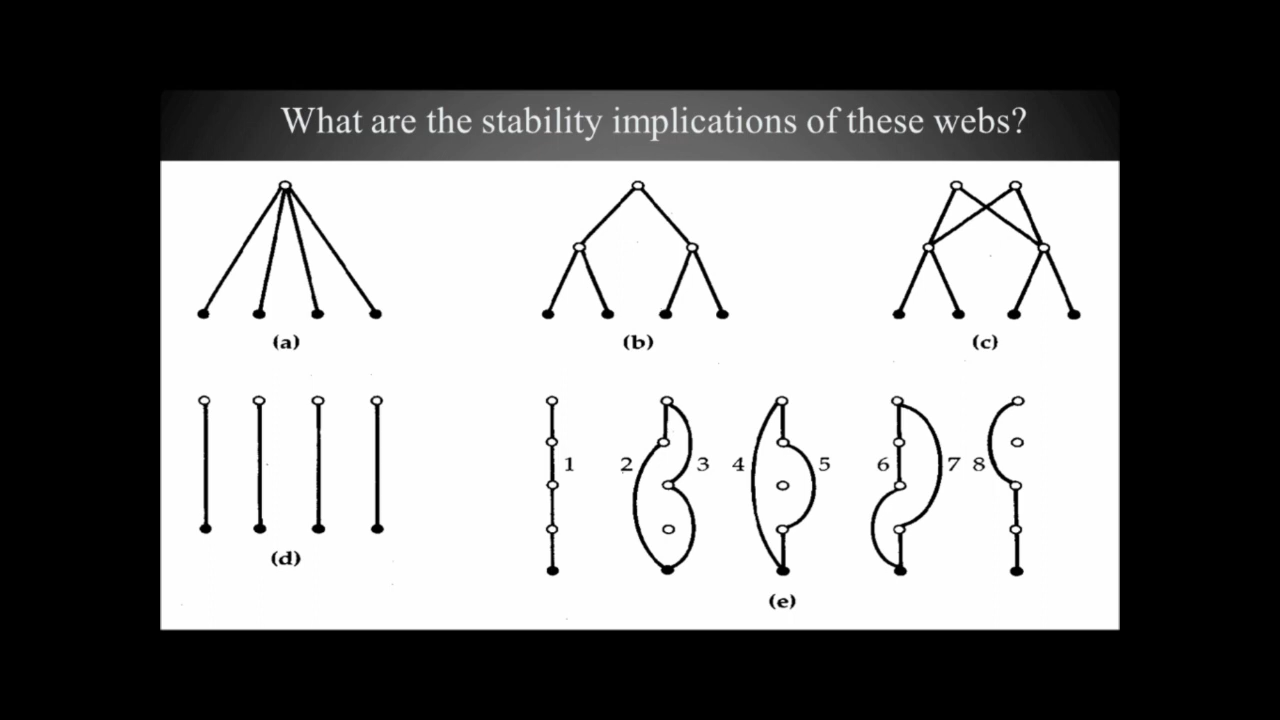 What are the stability implications of these webs?
(a)
(b)
(c)
(d)
1
2
3
4
5
6
7
8
(e)